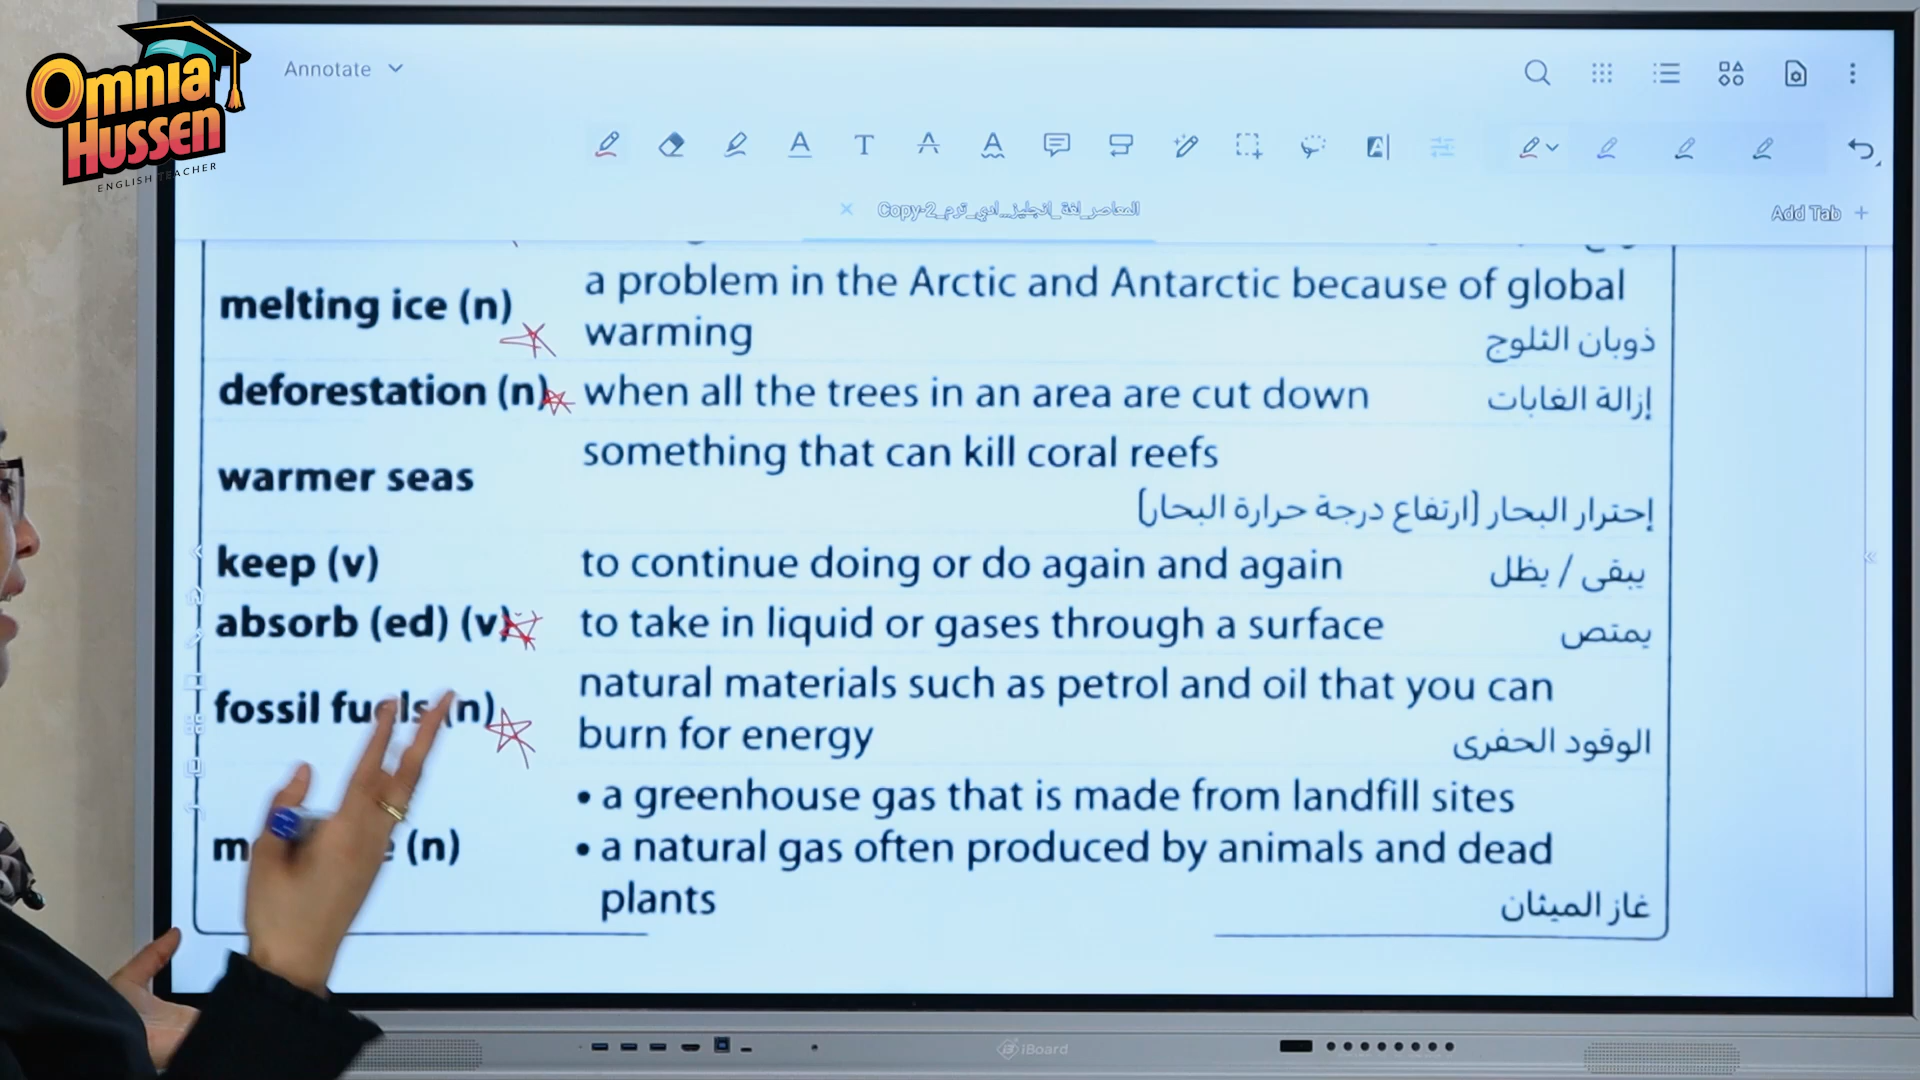 Omnia
Hussen
ENGLISH TEACHER
Annotate
المعاصر_لغة_إنجليز...ادي_ترم_2-Copy
Add Tab +
melting ice (n)
a problem in the Arctic and Antarctic because of global
warming
ذوبان الثلوج
deforestation (n)
when all the trees in an area are cut down
إزالة الغابات
warmer seas
something that can kill coral reefs
إحترار البحار (ارتفاع درجة حرارة البحار)
keep (v)
to continue doing or do again and again
يبقى / يظل
absorb (ed) (v)
to take in liquid or gases through a surface
يمتص
fossil fuels (n)
natural materials such as petrol and oil that you can
burn for energy
الوقود الحفرى
(n)
• a greenhouse gas that is made from landfill sites
• a natural gas often produced by animals and dead
plants
غاز الميثان
iBoard